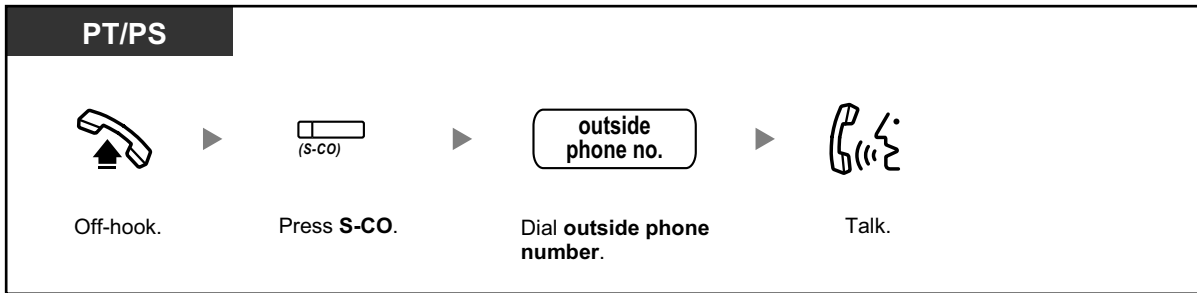 PT/PS
(S-CO)
outside
phone no.
Off-hook.
Press S-CO.
Dial outside phone
number.
Talk.